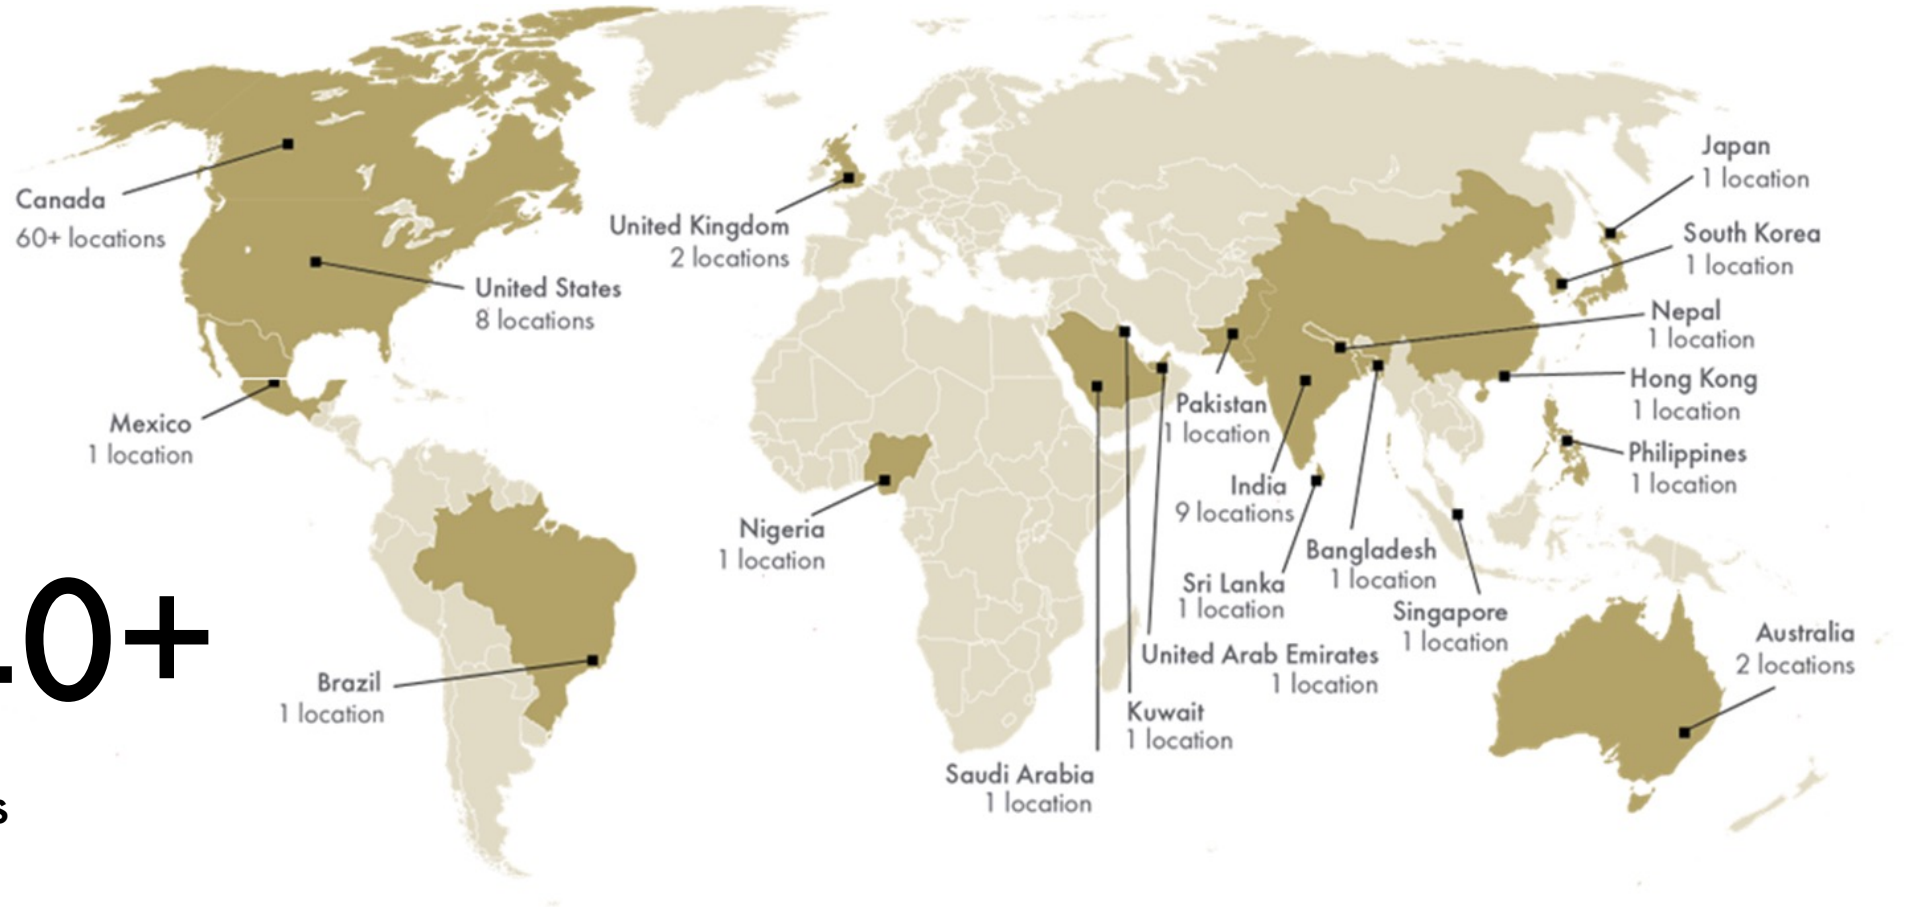 Canada
60+ locations
United States
8 locations
Mexico
1 location
Brazil
1 location
.0+
s
United Kingdom
2 locations
Nigeria
1 location
Saudi Arabia
1 location
Kuwait
1 location
United Arab Emirates
1 location
Pakistan
1 location
India
9 locations
Sri Lanka
1 location
Bangladesh
1 location
Singapore
1 location
Japan
1 location
South Korea
1 location
Nepal
1 location
Hong Kong
1 location
Philippines
1 location
Australia
2 locations